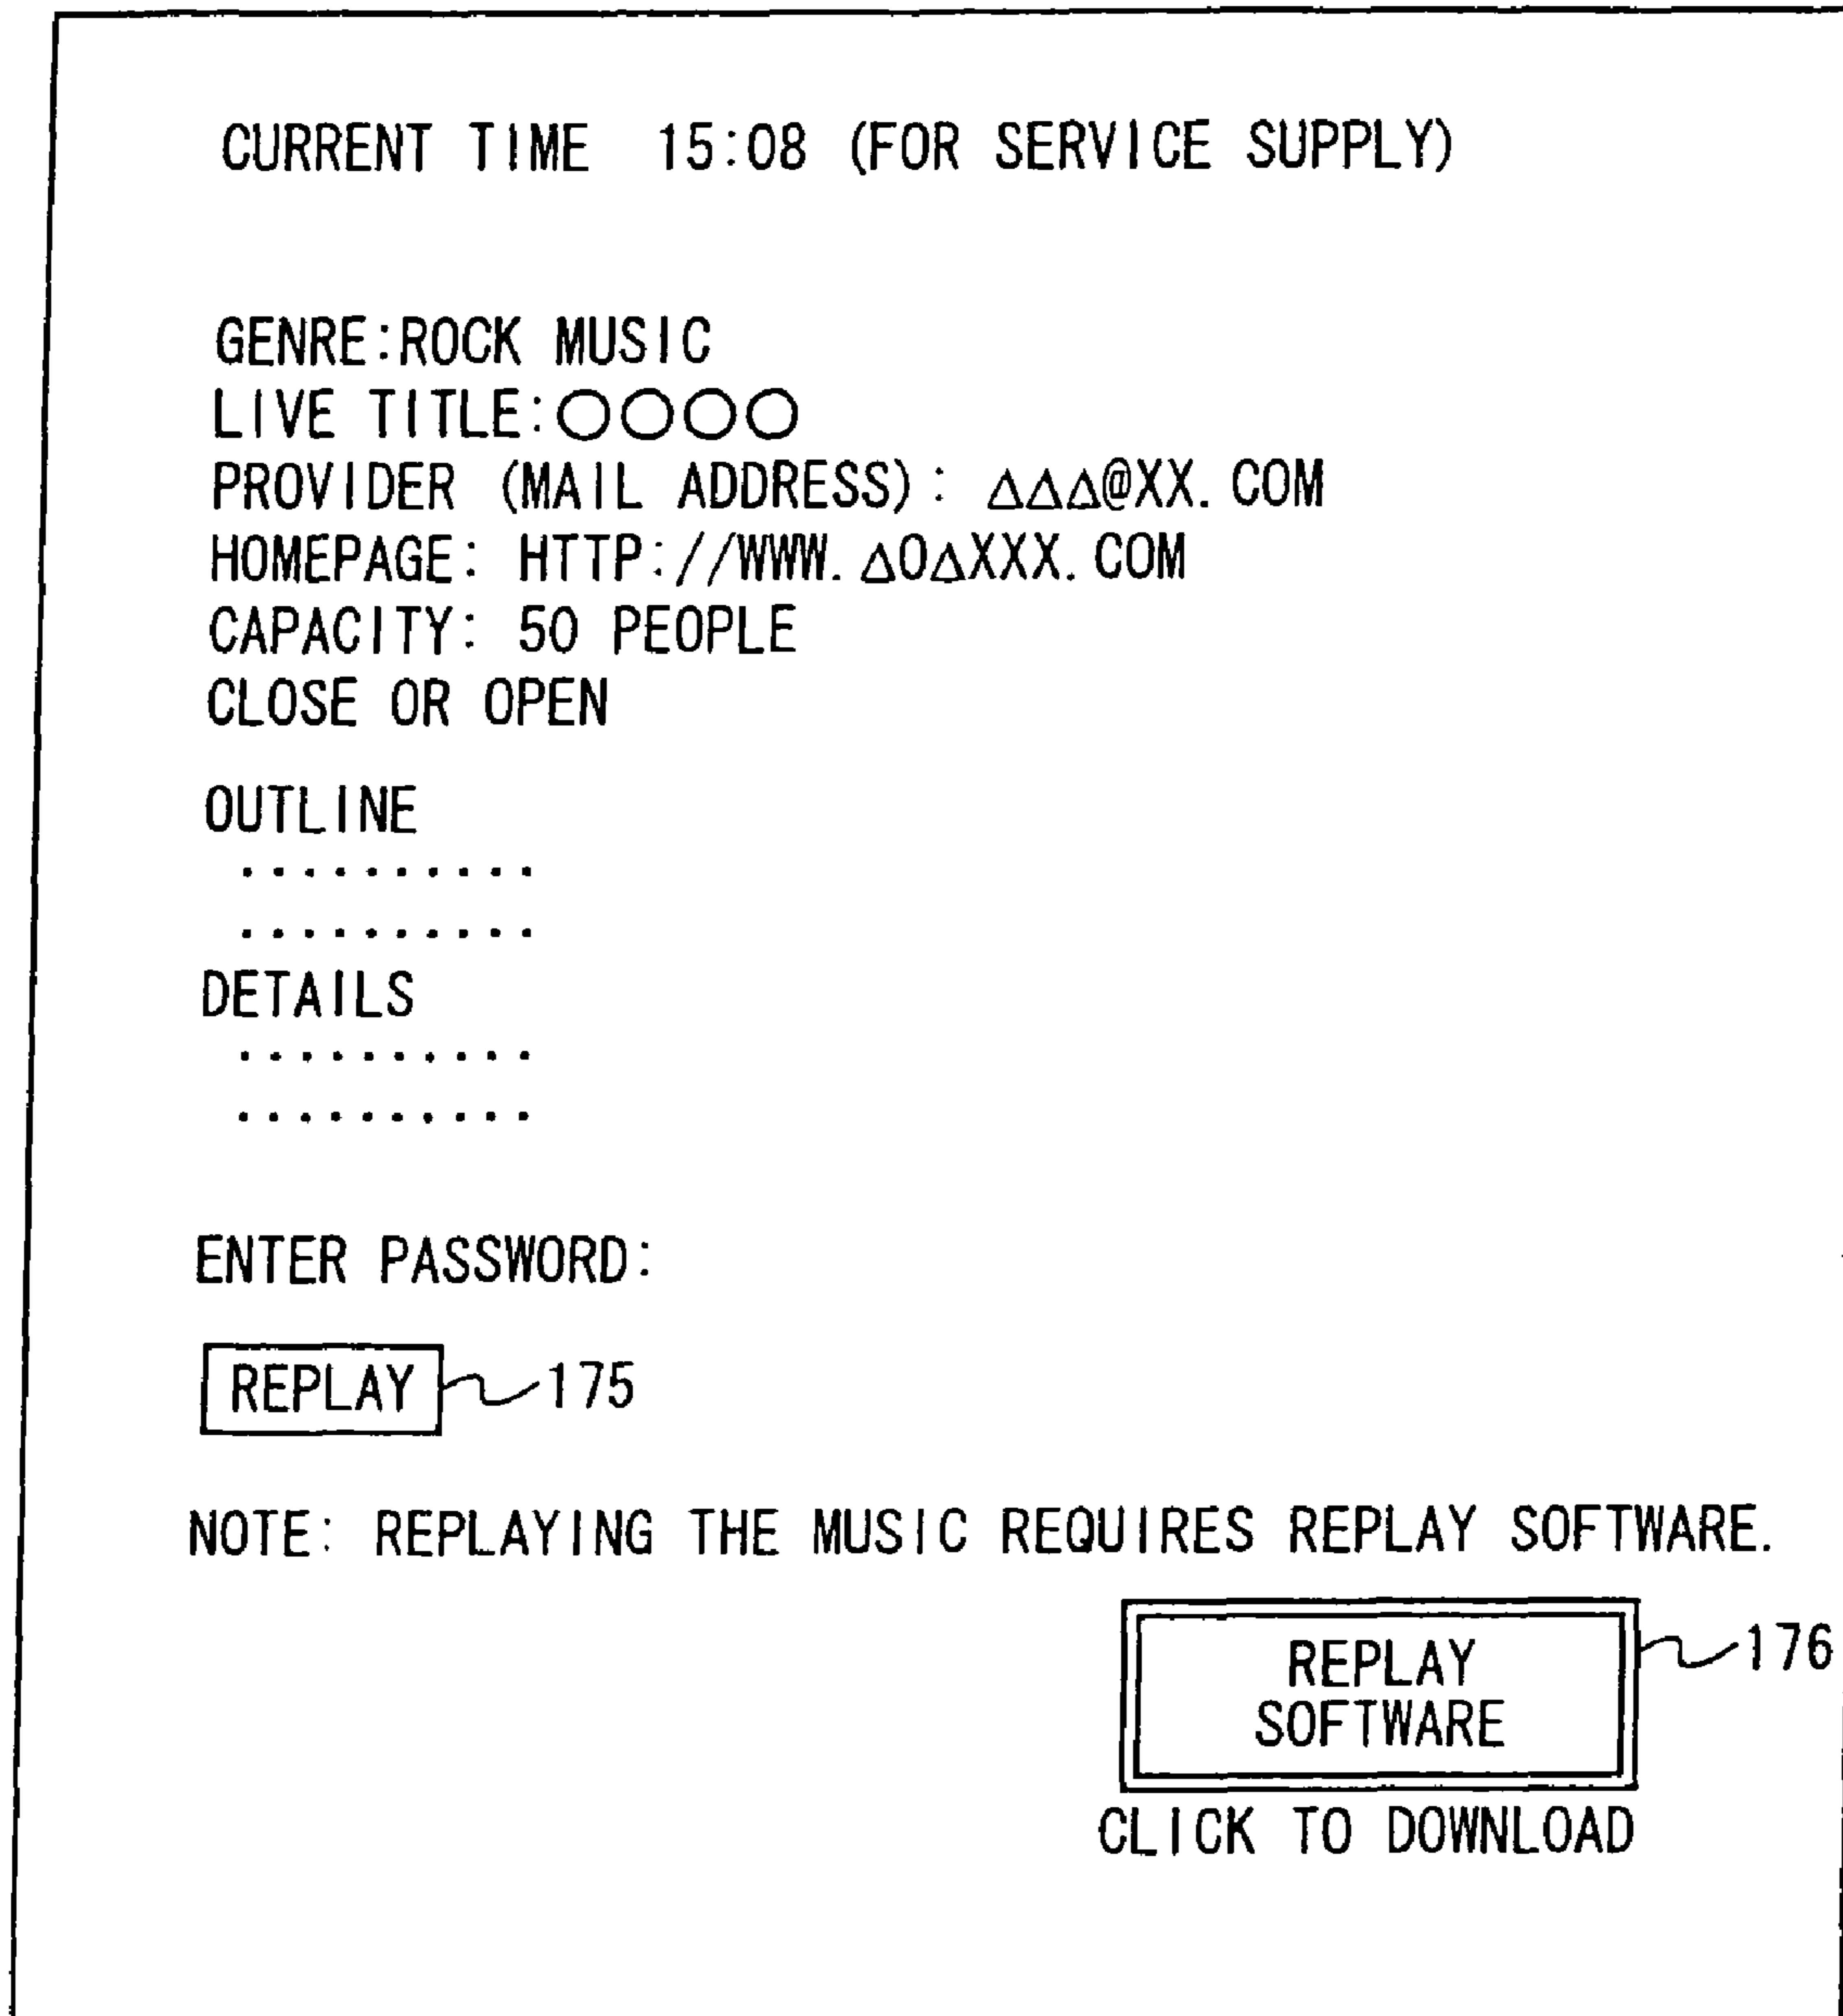 CURRENT TIME 15:08 (FOR SERVICE SUPPLY)
GENRE:ROCK MUSIC
LIVE TITLE:○○○○
PROVIDER (MAIL ADDRESS): △△△@XX.COM
HOMEPAGE: HTTP://WWW.△O△XXX.COM
CAPACITY: 50 PEOPLE
CLOSE OR OPEN
OUTLINE
··········
··········
DETAILS
··········
··········
ENTER PASSWORD:
REPLAY 175
NOTE: REPLAYING THE MUSIC REQUIRES REPLAY SOFTWARE.
REPLAY 176
SOFTWARE
CLICK TO DOWNLOAD